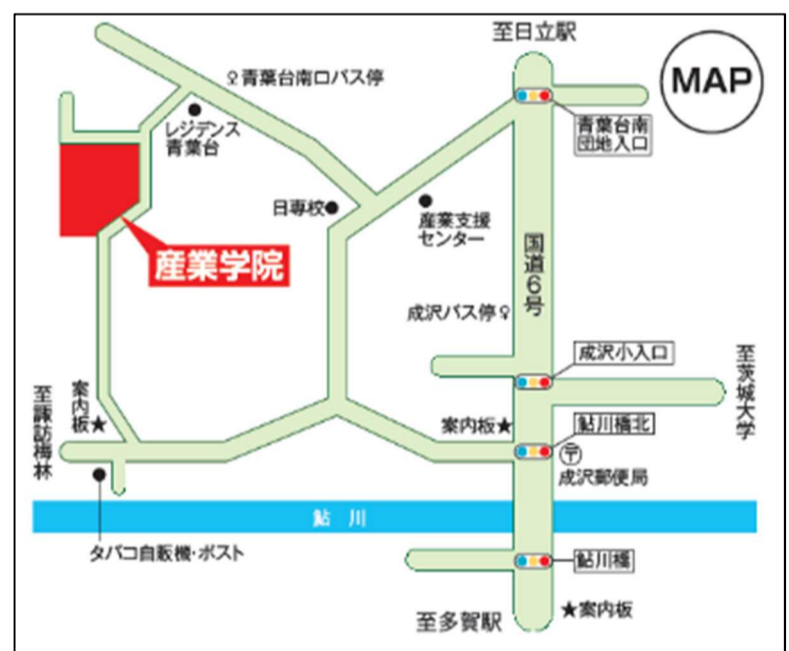 至日立駅
MAP
青葉台南口バス停
レジデンス
青葉台
青葉台南
団地入口
日専校
産業支援
センター
産業学院
国道6号
成沢バス停
成沢小入口
至茨城大学
案内板★
至諏訪梅林
案内板★
鮎川橋北
〒
成沢郵便局
鮎川
タバコ自販機・ポスト
鮎川橋
至多賀駅
★案内板